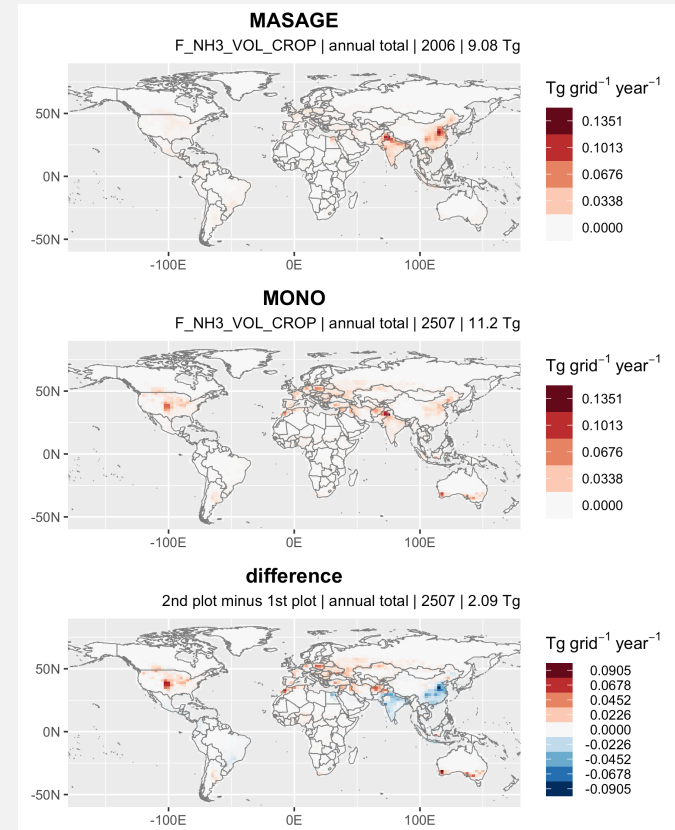 MASAGE
F_NH3_VOL_CROP | annual total | 2006 | 9.08 Tg
Tg grid⁻¹ year⁻¹
0.1351
0.1013
0.0676
0.0338
0.0000
50N
0N
-50N
-100E 0E 100E
MONO
F_NH3_VOL_CROP | annual total | 2507 | 11.2 Tg
Tg grid⁻¹ year⁻¹
0.1351
0.1013
0.0676
0.0338
0.0000
50N
0N
-50N
-100E 0E 100E
difference
2nd plot minus 1st plot | annual total | 2507 | 2.09 Tg
Tg grid⁻¹ year⁻¹
0.0905
0.0678
0.0452
0.0226
0.0000
-0.0226
-0.0452
-0.0678
-0.0905
50N
0N
-50N
-100E 0E 100E